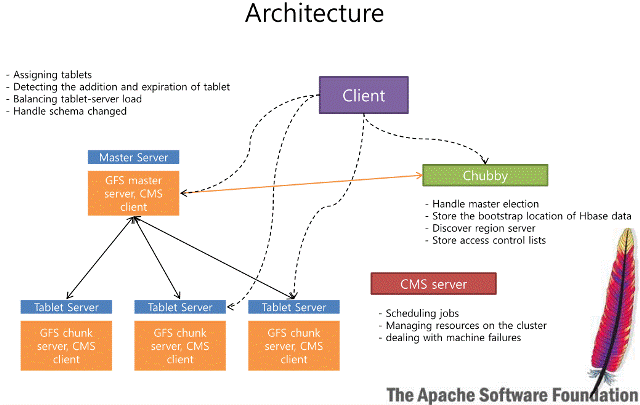 Architecture
- Assigning tablets
- Detecting the addition and expiration of tablet
- Balancing tablet-server load
- Handle schema changed
Client
Master Server
GFS master
server, CMS
client
Chubby
- Handle master election
- Store the bootstrap location of Hbase data
- Discover region server
- Store access control lists
CMS server
- Scheduling jobs
- Managing resources on the cluster
- dealing with machine failures
Tablet Server
GFS chunk
server, CMS
client
Tablet Server
GFS chunk
server, CMS
client
Tablet Server
GFS chunk
server, CMS
client
The Apache Software Foundation